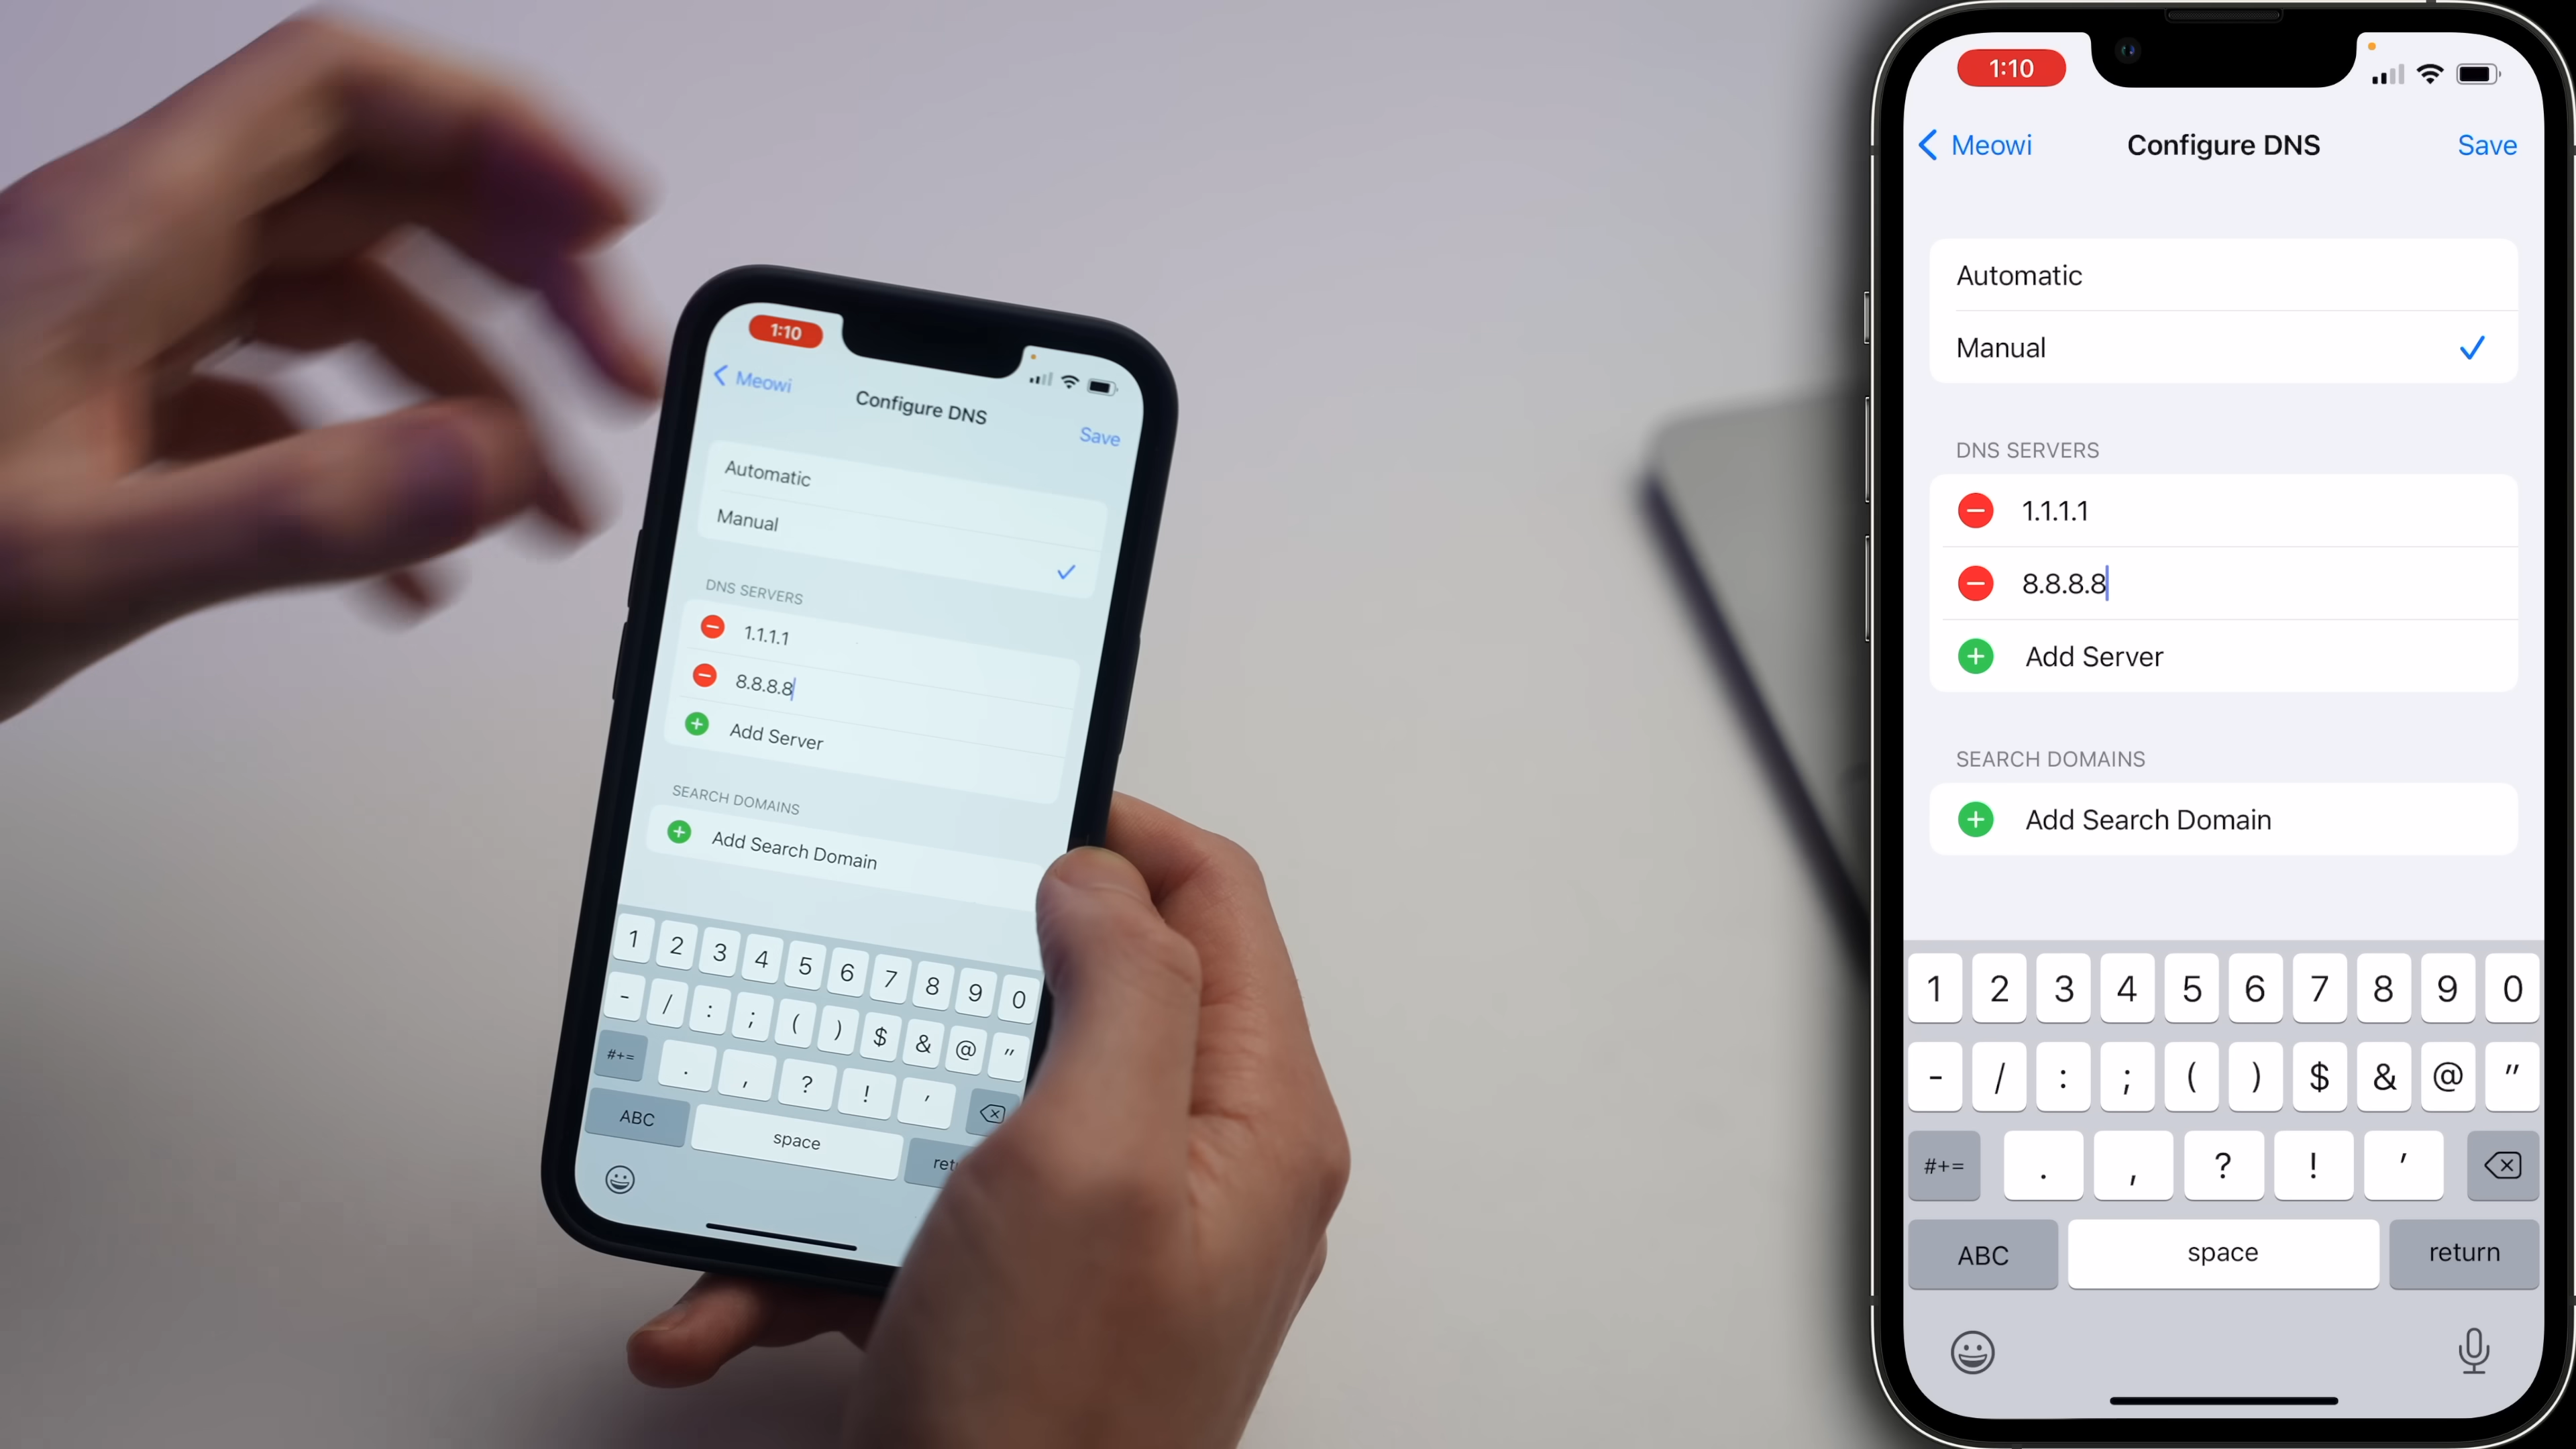 1:10
Meowi
Configure DNS
Save
Automatic
Manual
DNS SERVERS
1.1.1.1
8.8.8.8
Add Server
SEARCH DOMAINS
Add Search Domain
1 2 3 4 5 6 7 8 9 0
- / : ; ( ) $ & @ "
#+= . , ? ! '
ABC space
1:10
Meowi Configure DNS Save
Automatic
Manual
DNS SERVERS
1.1.1.1
8.8.8.8
Add Server
SEARCH DOMAINS
Add Search Domain
1 2 3 4 5 6 7 8 9 0
- / : ; ( ) $ & @ "
#+= . , ? ! '
ABC space return